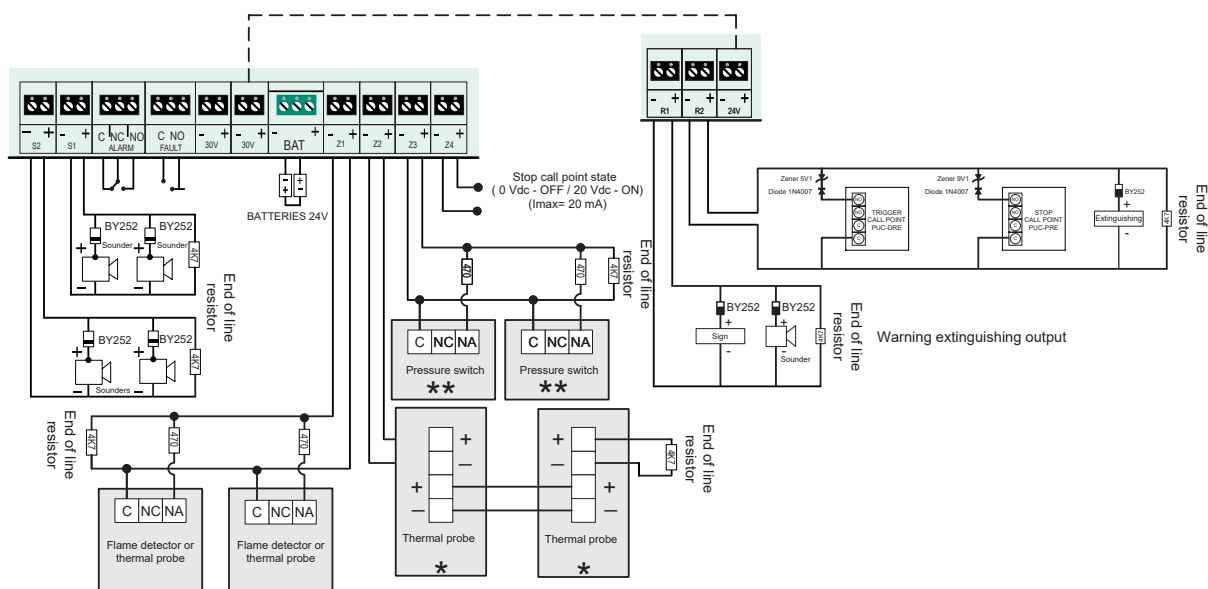 - +
S2
- +
S1
C NC NO
ALARM
C NO
FAULT
- +
30V
- +
30V
- +
BAT
- +
Z1
- +
Z2
- +
Z3
- +
Z4
- +
R1
- +
R2
- +
24V
BATTERIES 24V
Stop call point state
( 0 Vdc - OFF / 20 Vdc - ON)
(Imax= 20 mA)
BY252
BY252
+
Sounder
+
Sounder
-
-
4K7
End of line
resistor
BY252
BY252
+
+
-
Sounders
-
4K7
End of line
resistor
4K7
470
470
C NC NA
Flame detector or
thermal probe
C NC NA
Flame detector or
thermal probe
470
470
4K7
End of line
resistor
C NC NA
Pressure switch
**
C NC NA
Pressure switch
**
+
-
+
-
Thermal probe
*
+
-
+
-
Thermal probe
*
4K7
End of line
resistor
Zener 5V1
Diode 1N4007
NO
NO
C
C
TRIGGER
CALL POINT
PUC-DRE
Zener 9V1
Diode 1N4007
NO
NO
C
C
STOP
CALL POINT
PUC-PRE
BY252
+
Extinguishing
-
4K7
End of line
resistor
BY252
+
Sign
-
BY252
+
-
Sounder
4K7
End of line
resistor
Warning extinguishing output